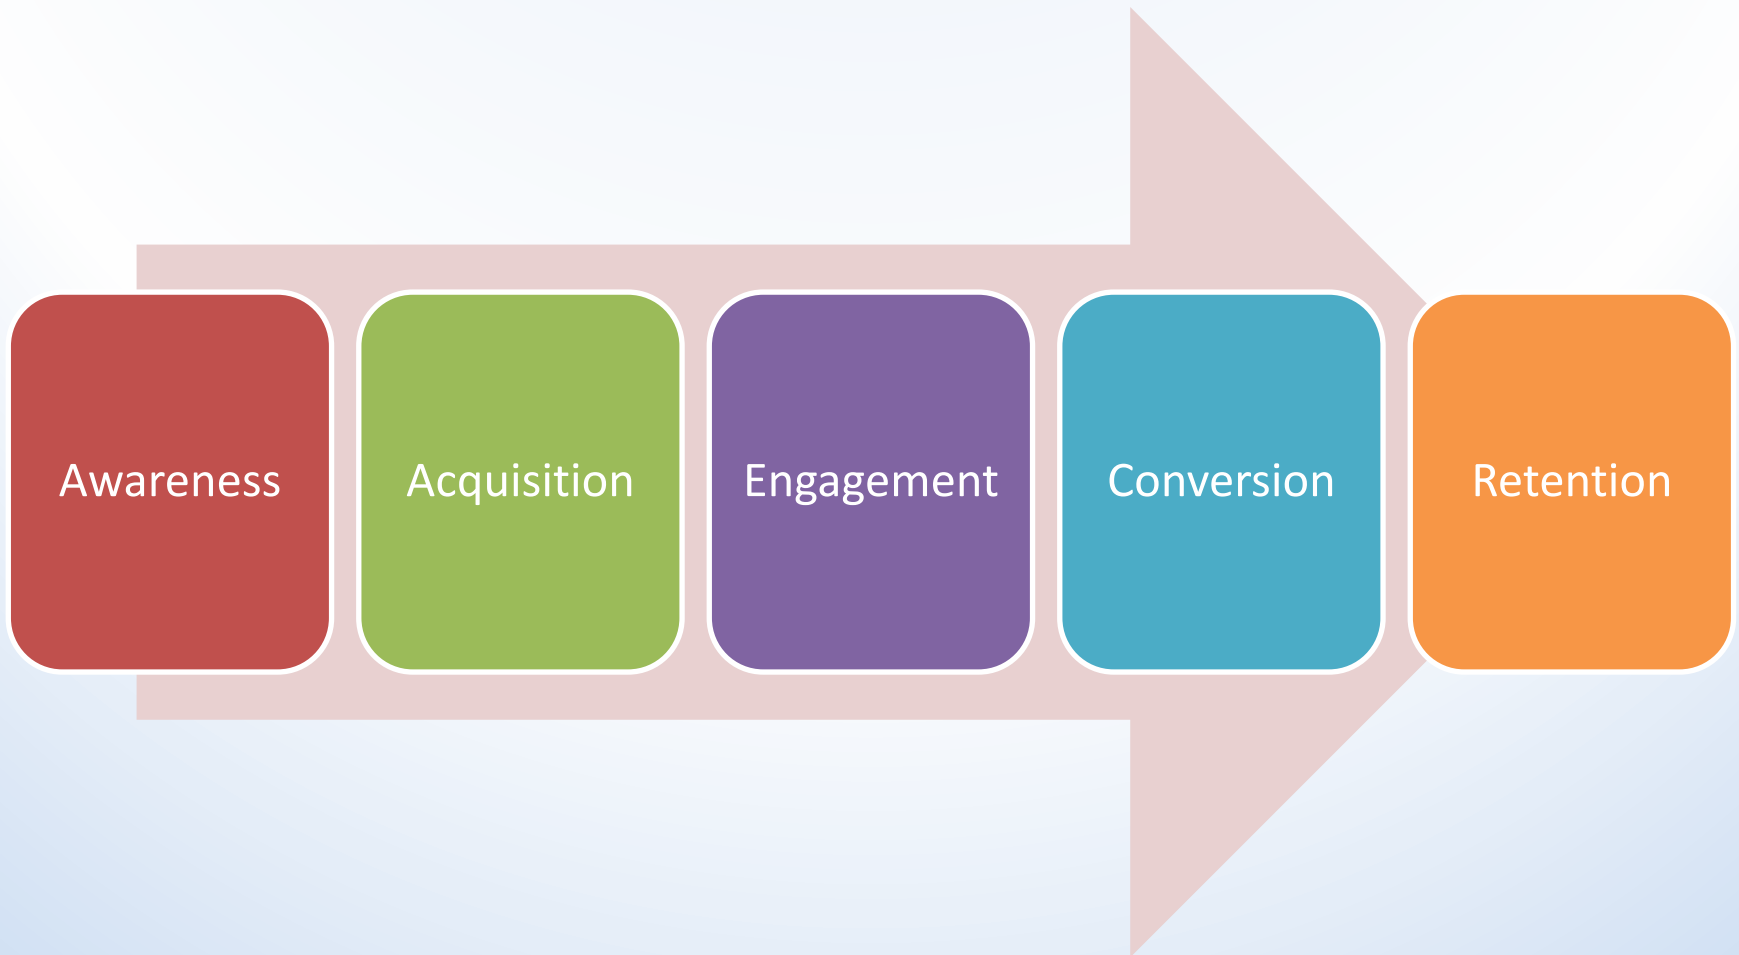 Awareness
Acquisition
Engagement
Conversion
Retention